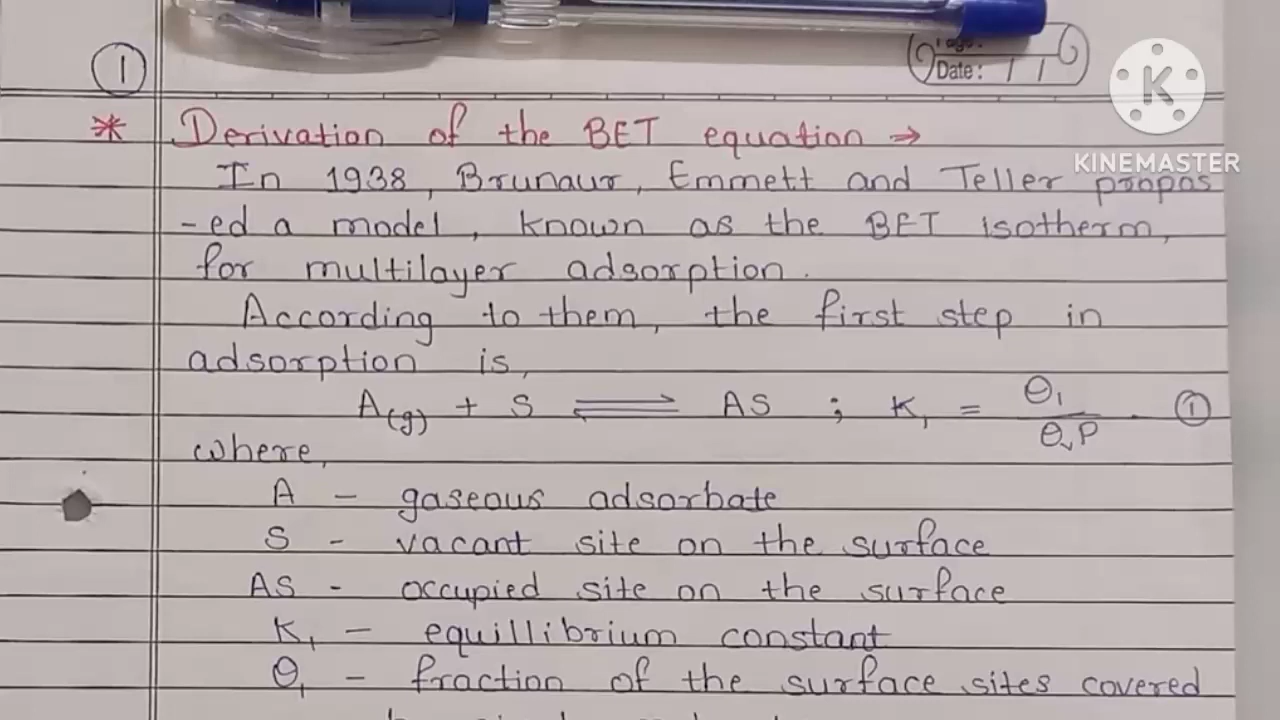 1
Date: / /
K
KINEMASTER
* Derivation of the BET equation →
In 1938, Brunaur, Emmett and Teller propos
-ed a model, known as the BET isotherm,
for multilayer adsorption.
According to them, the first step in
adsorption is,
A(g) + S ⇌ AS ; K₁ = θ₁ / θᵥP - ①
where,
A - gaseous adsorbate
S - vacant site on the surface
AS - occupied site on the surface
K₁ - equillibrium constant
θ₁ - fraction of the surface sites covered